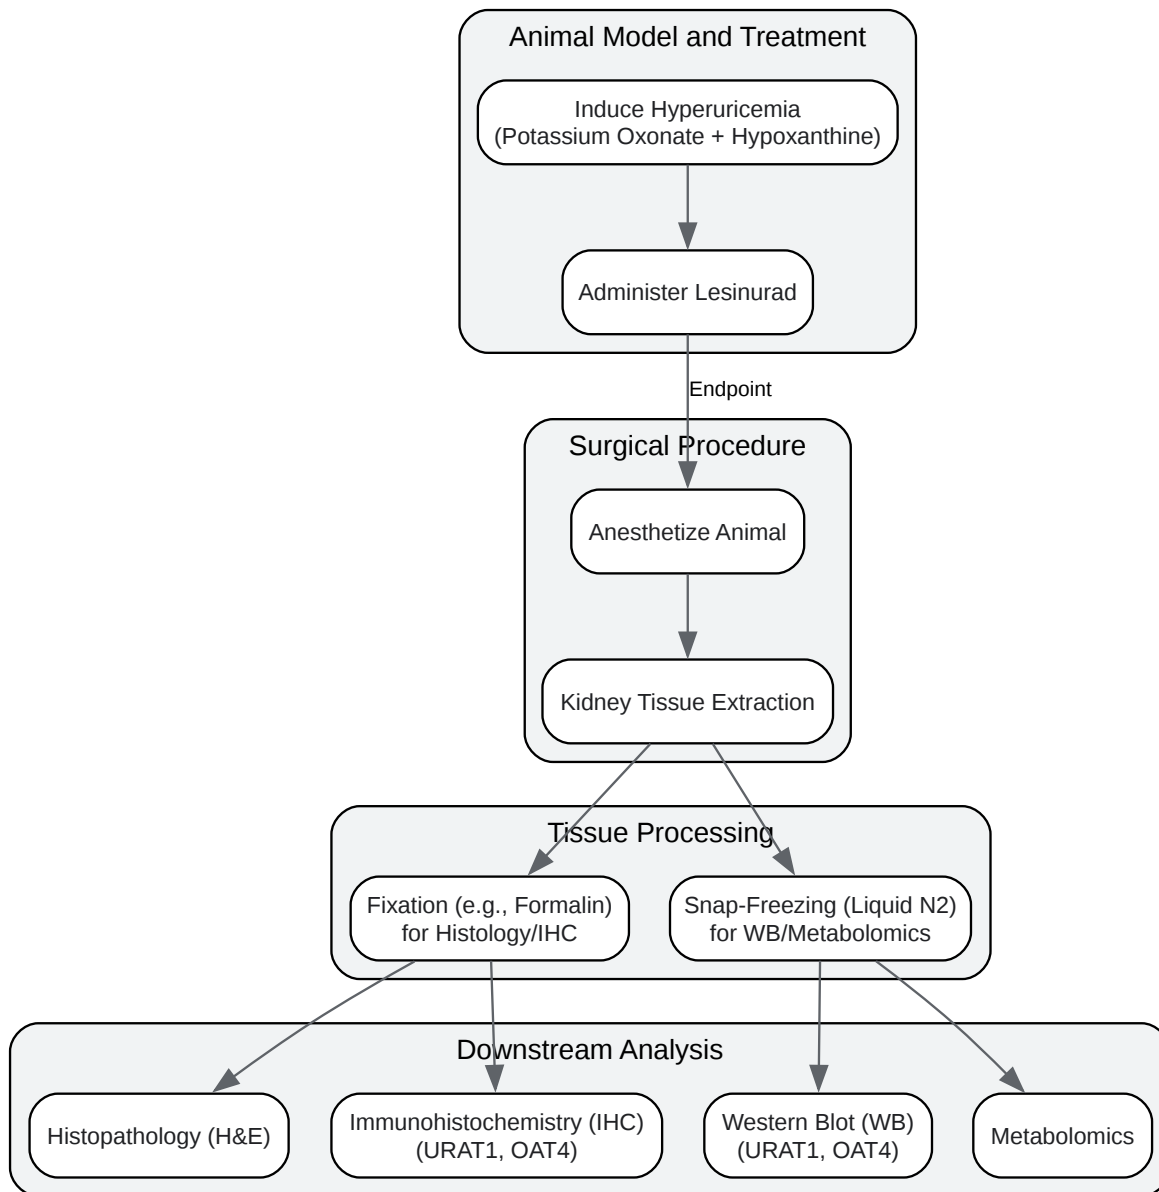 Animal Model and Treatment
Induce Hyperuricemia
(Potassium Oxonate + Hypoxanthine)
Administer Lesinurad
Endpoint
Surgical Procedure
Anesthetize Animal
Kidney Tissue Extraction
Tissue Processing
Fixation (e.g., Formalin)
for Histology/IHC
Snap-Freezing (Liquid N2)
for WB/Metabolomics
Downstream Analysis
Histopathology (H&E)
Immunohistochemistry (IHC)
(URAT1, OAT4)
Western Blot (WB)
(URAT1, OAT4)
Metabolomics